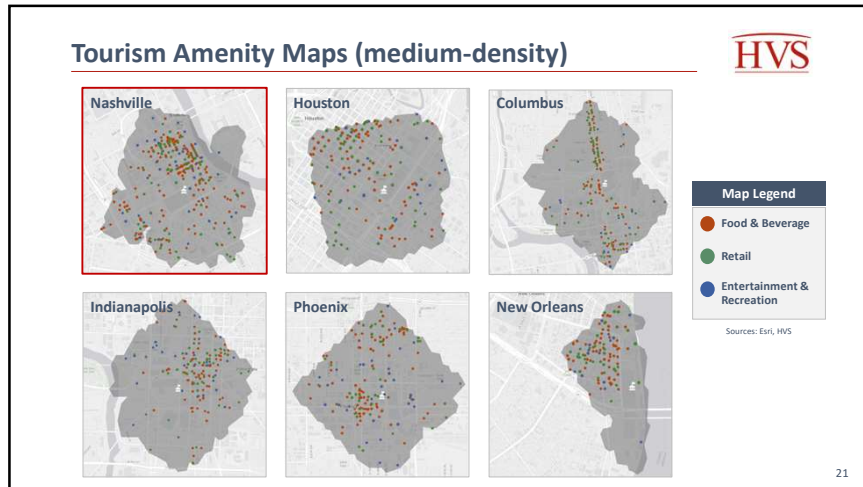 Tourism Amenity Maps (medium-density)
HVS
Nashville
Houston
Columbus
Map Legend
Food & Beverage
Retail
Entertainment &
Recreation
Sources: Esri, HVS
Indianapolis
Phoenix
New Orleans
21